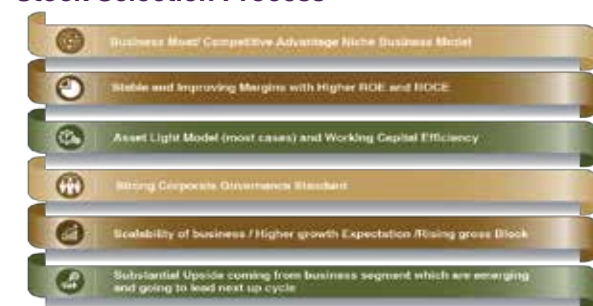 Stock Selection Process
Business Moat/ Competitive Advantage Niche Business Model
Stable and Improving Margins with Higher ROE and ROCE
Asset Light Model (most cases) and Working Capital Efficiency
Strong Corporate Governance Standard
Scalability of business / Higher growth Expectation /Rising gross Block
Substantial Upside coming from business segment which are emerging
and going to lead next up cycle